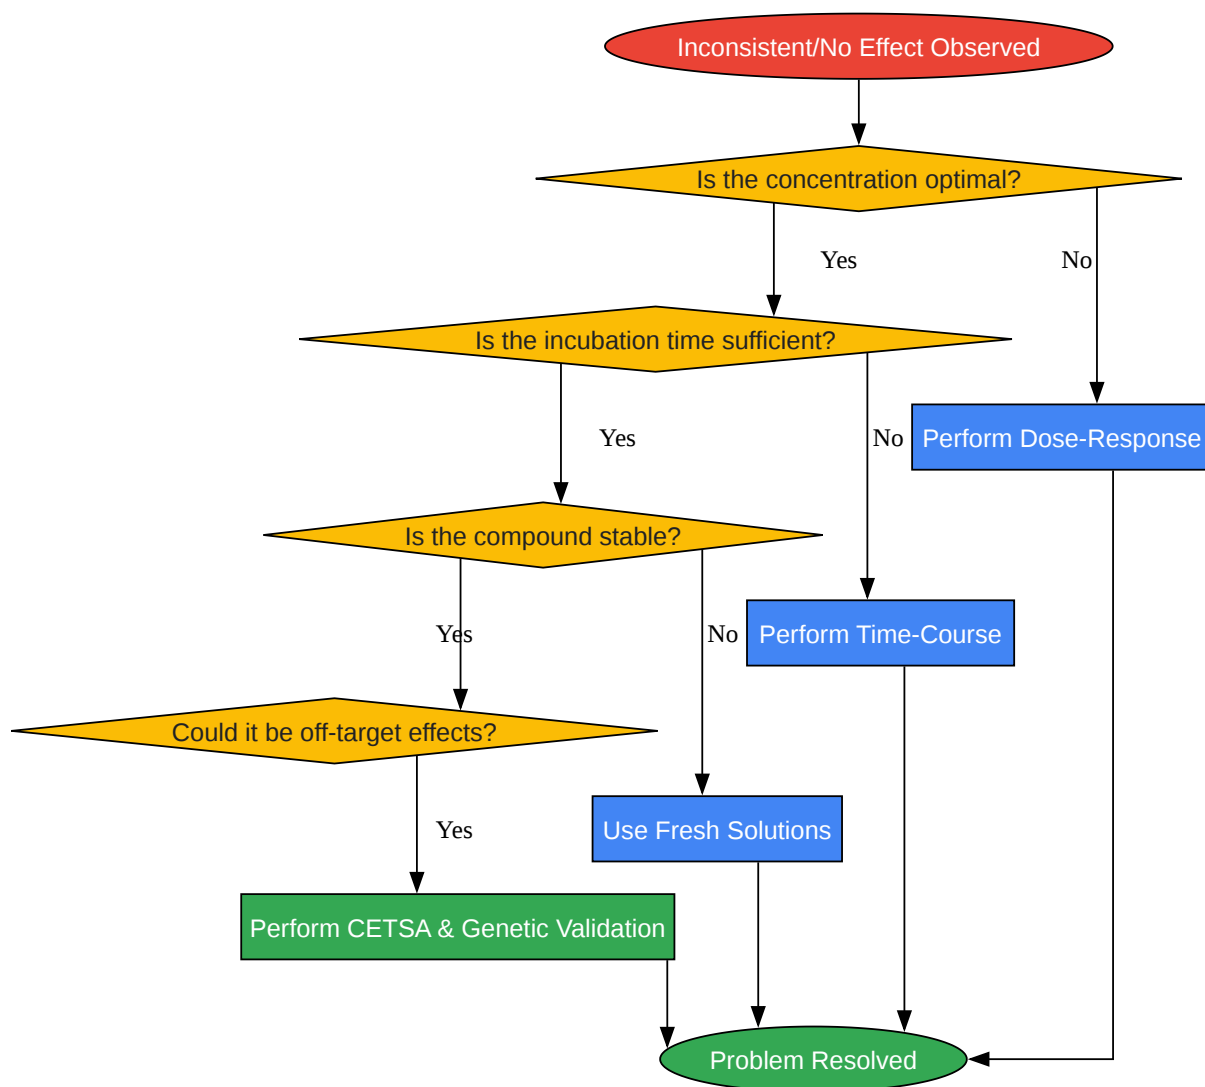 Inconsistent/No Effect Observed
Is the concentration optimal?
Yes
No
Is the incubation time sufficient?
Yes
No
Perform Dose-Response
Is the compound stable?
Yes
No
Perform Time-Course
Could it be off-target effects?
Yes
Use Fresh Solutions
Perform CETSA & Genetic Validation
Problem Resolved